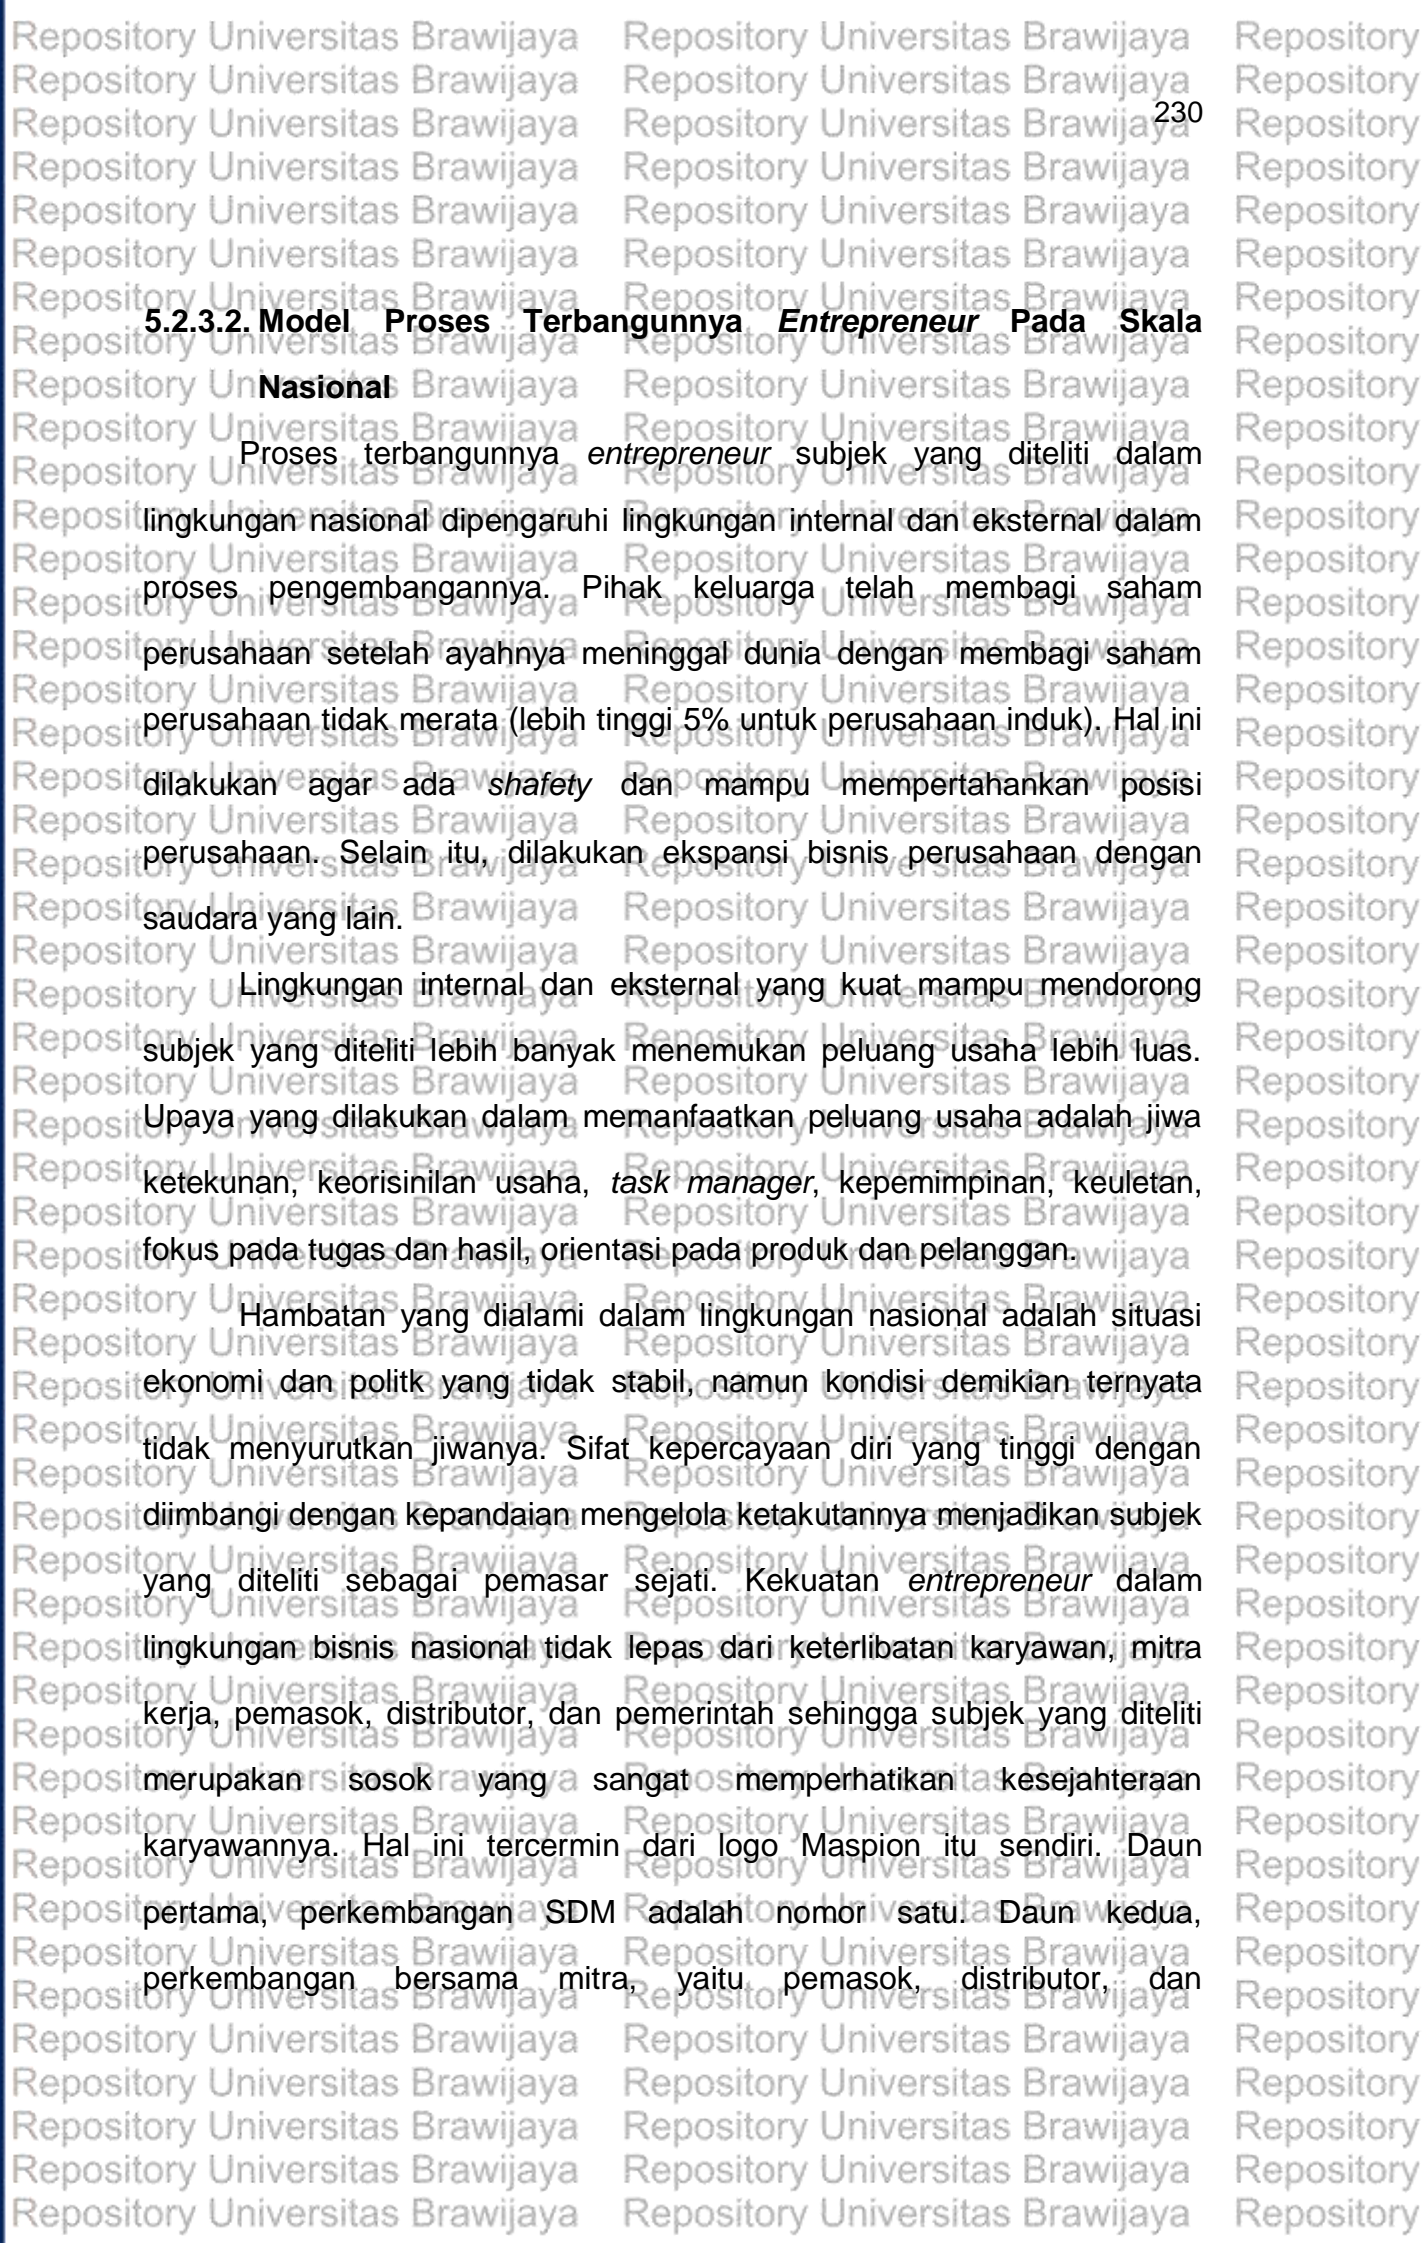 230
5.2.3.2. Model Proses Terbangunnya Entrepreneur Pada Skala
Nasional
Proses terbangunnya entrepreneur subjek yang diteliti dalam
lingkungan nasional dipengaruhi lingkungan internal dan eksternal dalam
proses pengembangannya. Pihak keluarga telah membagi saham
perusahaan setelah ayahnya meninggal dunia dengan membagi saham
perusahaan tidak merata (lebih tinggi 5% untuk perusahaan induk). Hal ini
dilakukan agar ada shafety dan mampu mempertahankan posisi
perusahaan. Selain itu, dilakukan ekspansi bisnis perusahaan dengan
saudara yang lain.
Lingkungan internal dan eksternal yang kuat mampu mendorong
subjek yang diteliti lebih banyak menemukan peluang usaha lebih luas.
Upaya yang dilakukan dalam memanfaatkan peluang usaha adalah jiwa
ketekunan, keorisinilan usaha, task manager, kepemimpinan, keuletan,
fokus pada tugas dan hasil, orientasi pada produk dan pelanggan.
Hambatan yang dialami dalam lingkungan nasional adalah situasi
ekonomi dan politk yang tidak stabil, namun kondisi demikian ternyata
tidak menyurutkan jiwanya. Sifat kepercayaan diri yang tinggi dengan
diimbangi dengan kepandaian mengelola ketakutannya menjadikan subjek
yang diteliti sebagai pemasar sejati. Kekuatan entrepreneur dalam
lingkungan bisnis nasional tidak lepas dari keterlibatan karyawan, mitra
kerja, pemasok, distributor, dan pemerintah sehingga subjek yang diteliti
merupakan sosok yang sangat memperhatikan kesejahteraan
karyawannya. Hal ini tercermin dari logo Maspion itu sendiri. Daun
pertama, perkembangan SDM adalah nomor satu. Daun kedua,
perkembangan bersama mitra, yaitu pemasok, distributor, dan